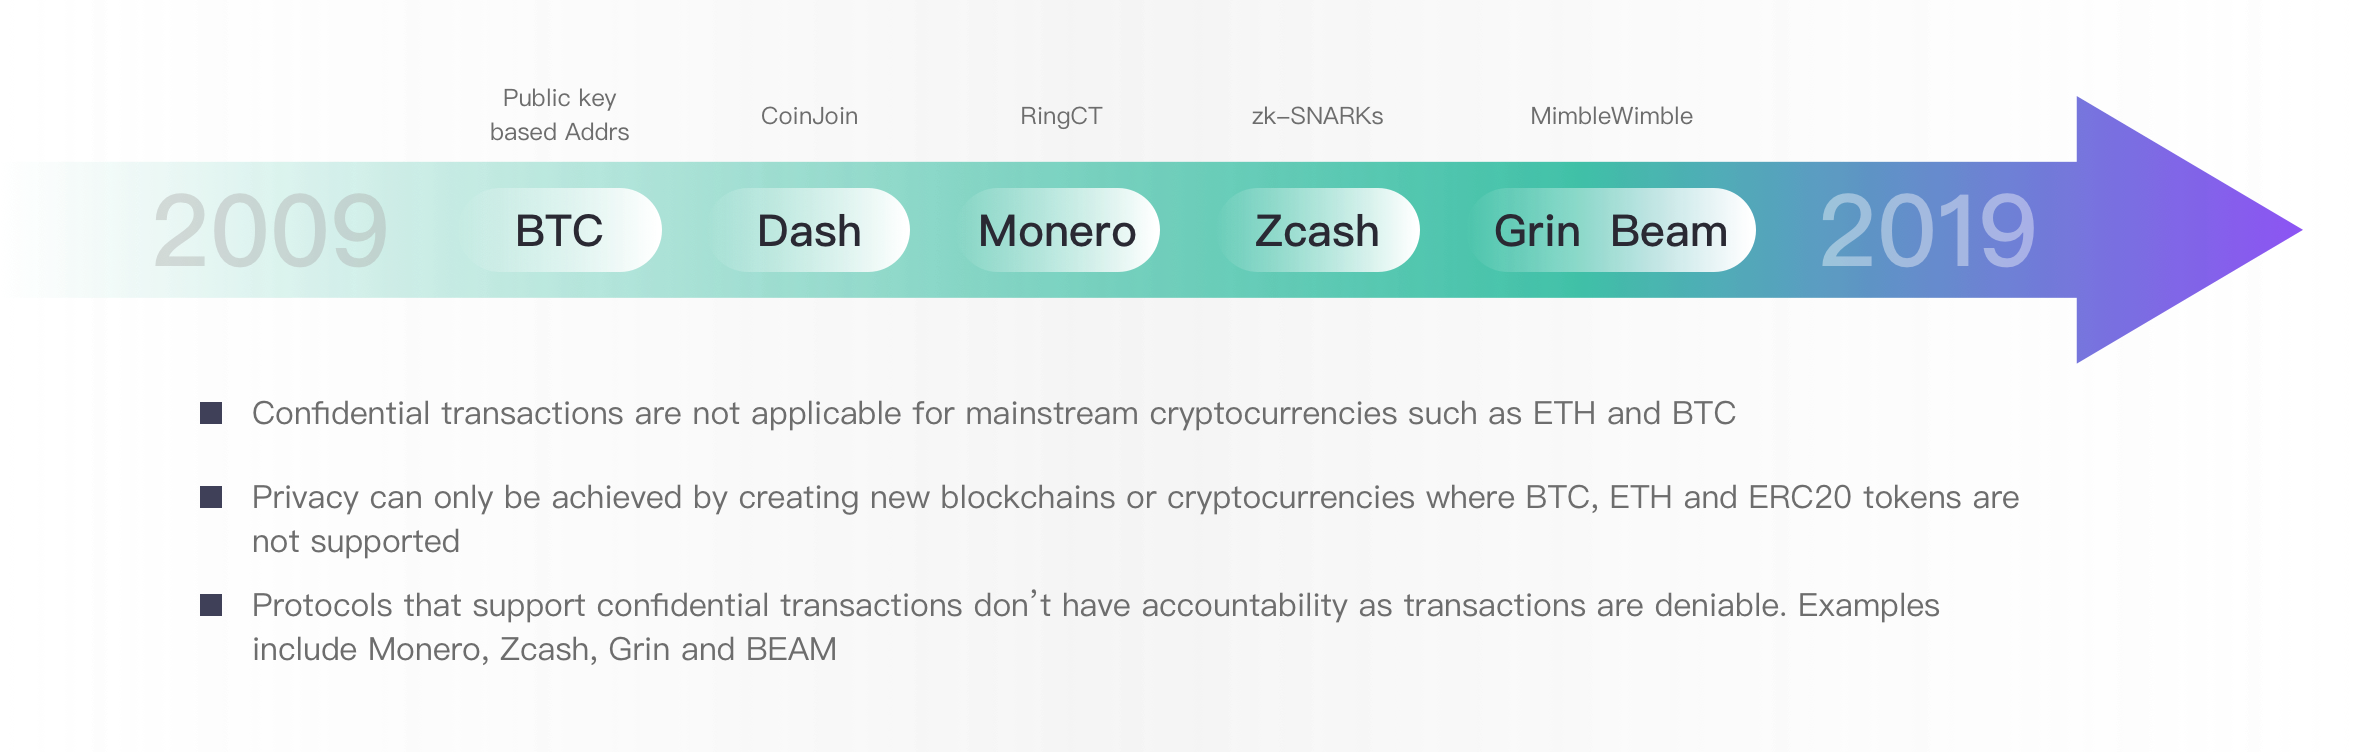 Public key
based Addrs
CoinJoin
RingCT
zk-SNARKs
MimbleWimble
2009
BTC
Dash
Monero
Zcash
Grin Beam
2019
Confidential transactions are not applicable for mainstream cryptocurrencies such as ETH and BTC
Privacy can only be achieved by creating new blockchains or cryptocurrencies where BTC, ETH and ERC20 tokens are
not supported
Protocols that support confidential transactions don’t have accountability as transactions are deniable. Examples
include Monero, Zcash, Grin and BEAM